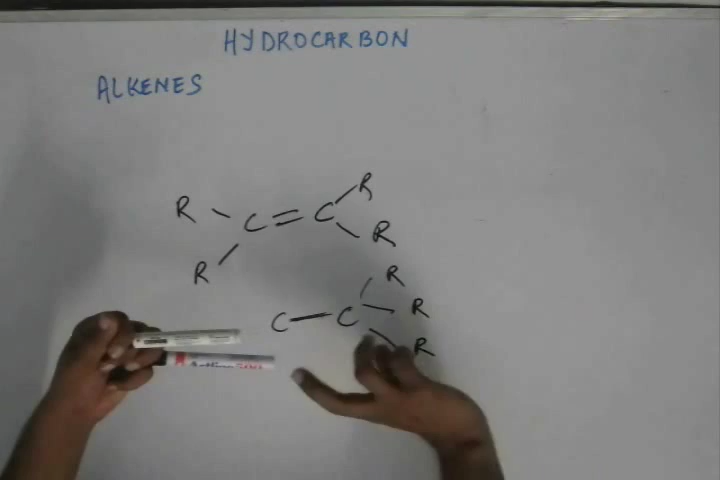 HYDROCARBON
ALKENES
R C = C R
R R
C — C R
R
R